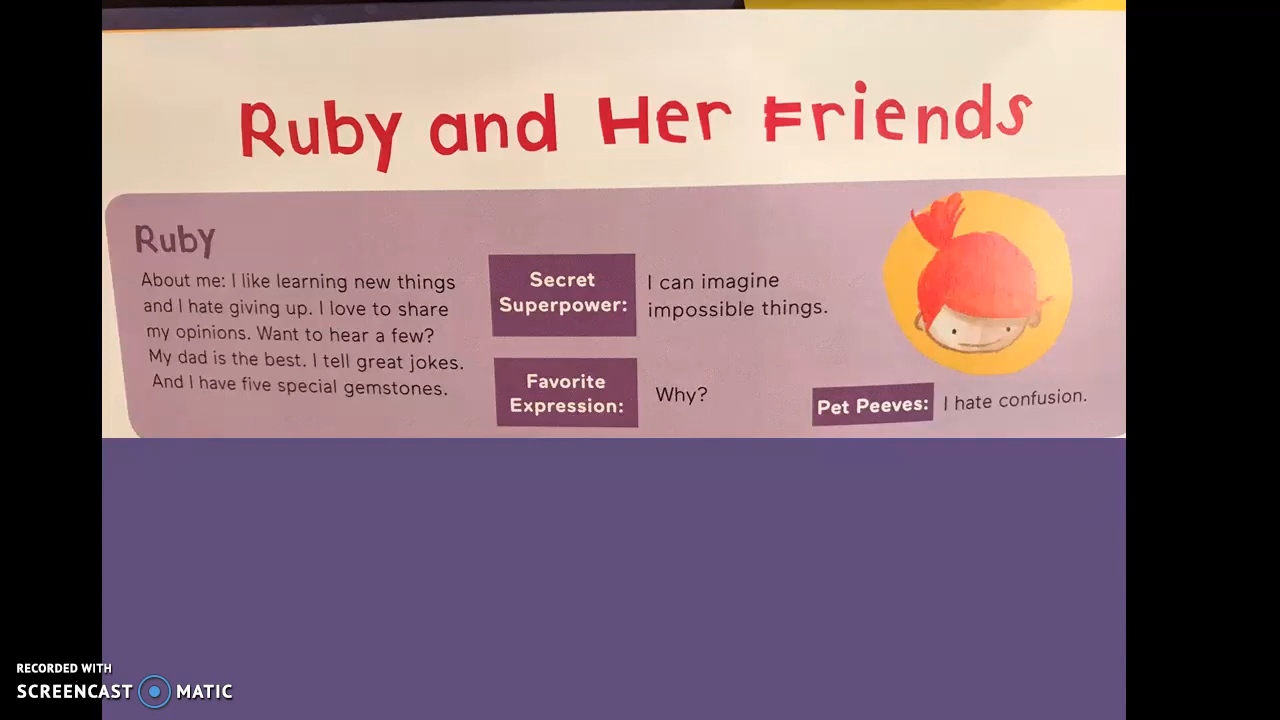 Ruby and Her Friends
Ruby
About me: I like learning new things
and I hate giving up. I love to share
my opinions. Want to hear a few?
My dad is the best. I tell great jokes.
And I have five special gemstones.
Secret
Superpower:
I can imagine
impossible things.
Favorite
Expression:
Why?
Pet Peeves:
I hate confusion.
RECORDED WITH
SCREENCAST MATIC